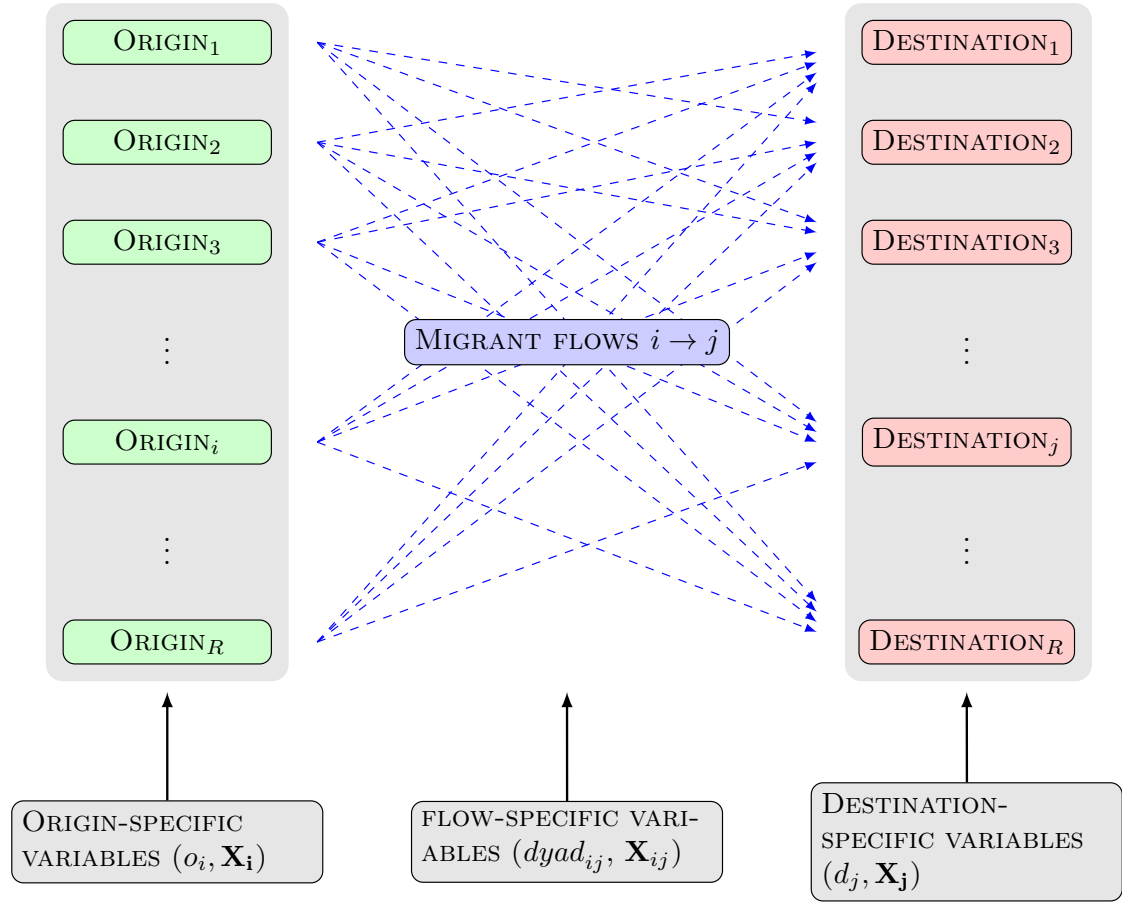 ORIGIN₁
DESTINATION₁
ORIGIN₂
DESTINATION₂
ORIGIN₃
DESTINATION₃
⋮
MIGRANT FLOWS i → j
⋮
ORIGINᵢ
DESTINATIONⱼ
⋮
⋮
ORIGIN_R
DESTINATION_R
ORIGIN-SPECIFIC
VARIABLES (oᵢ, Xᵢ)
FLOW-SPECIFIC VARI-
ABLES (dyadᵢⱼ, Xᵢⱼ)
DESTINATION-
SPECIFIC VARIABLES
(dⱼ, Xⱼ)